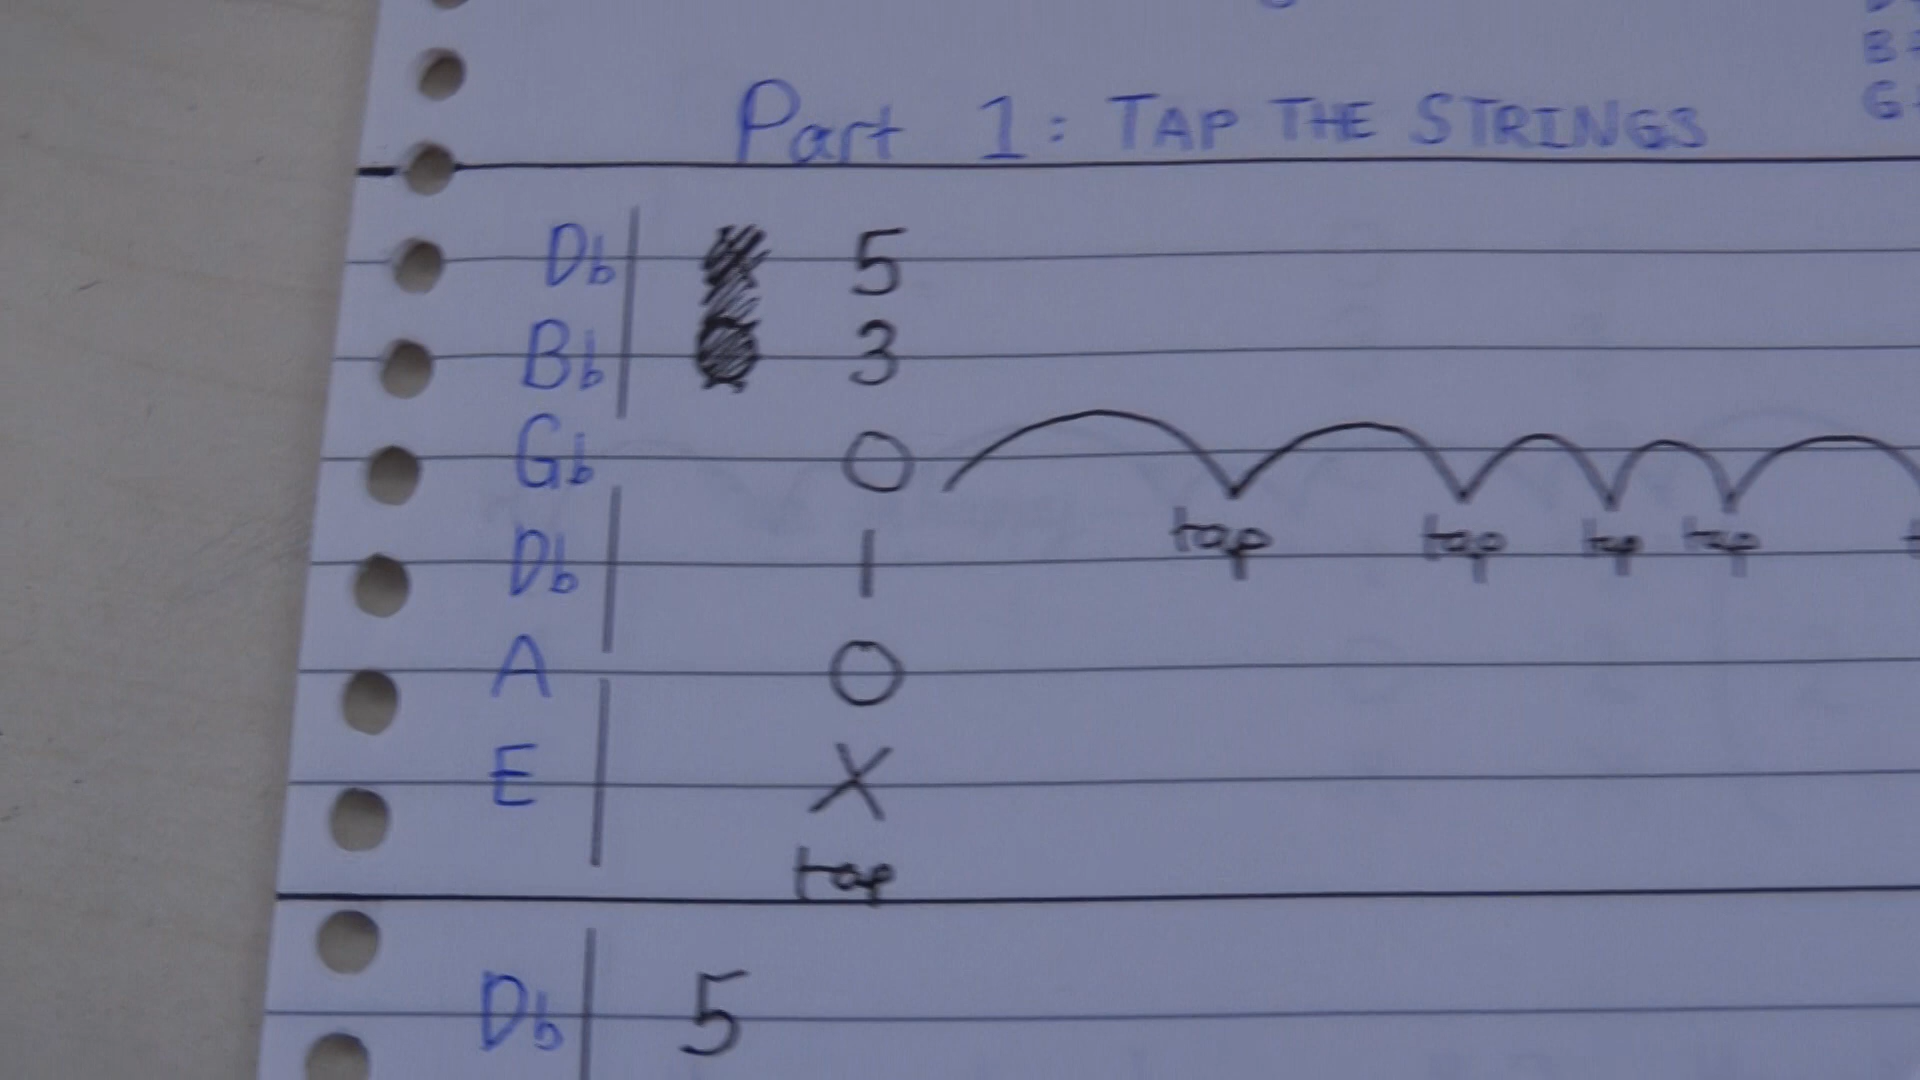 B
G
Part 1: TAP THE STRINGS
Db 5
Bb 3
Gb 0 tap tap tap tap
Db 1
A 0
E X
tap
Db 5